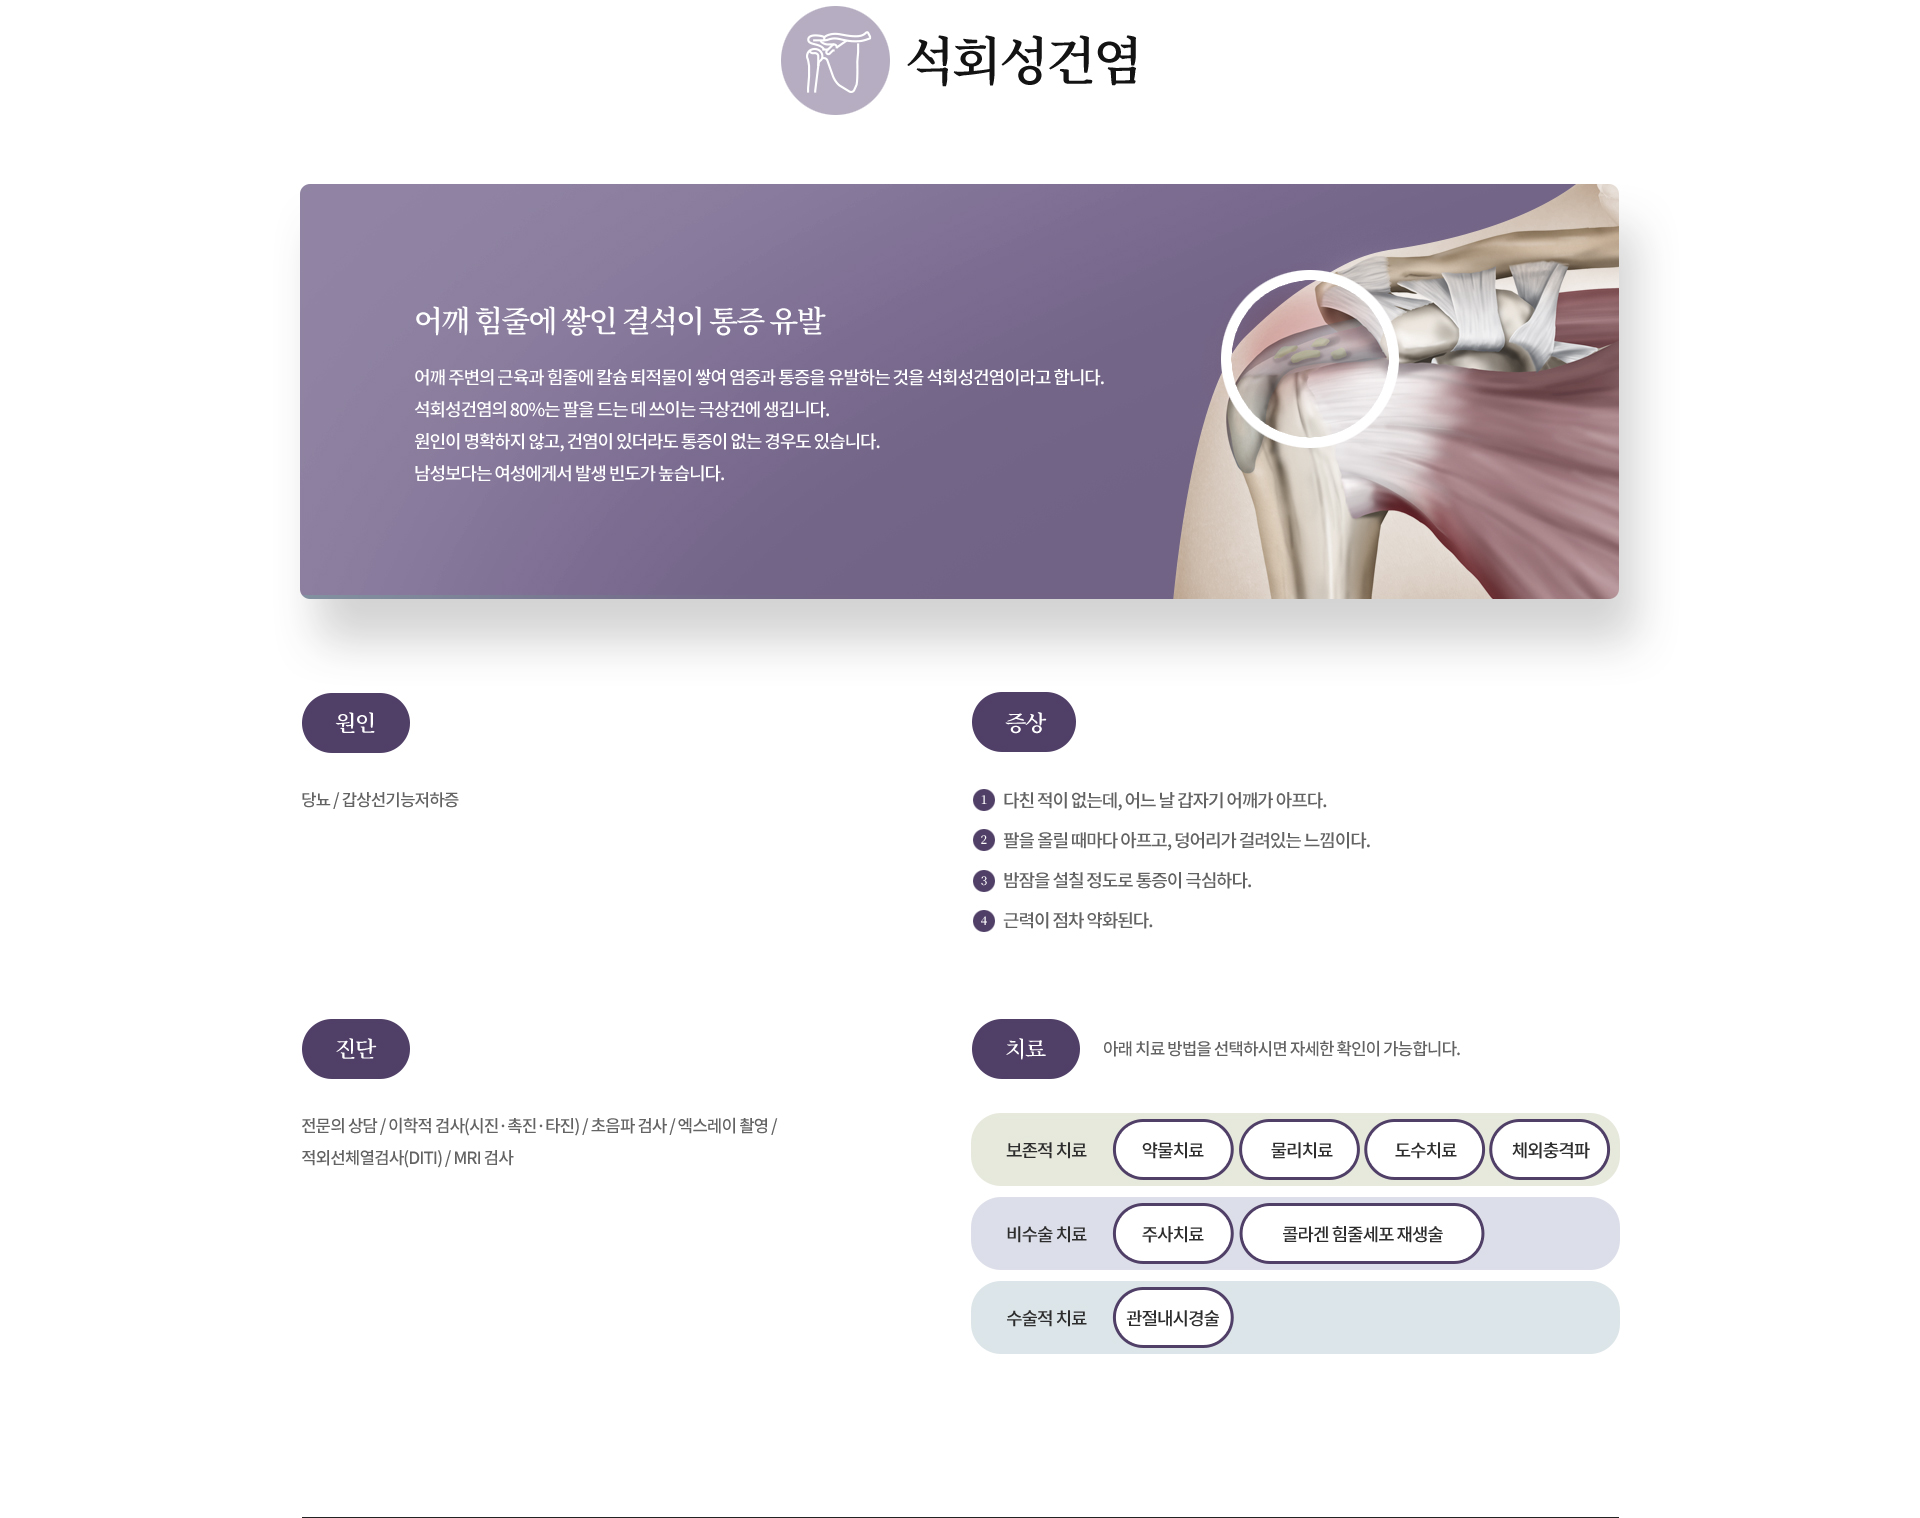 석회성건염
어깨 힘줄에 쌓인 결석이 통증 유발
어깨 주변의 근육과 힘줄에 칼슘 퇴적물이 쌓여 염증과 통증을 유발하는 것을 석회성건염이라고 합니다.
석회성건염의 80%는 팔을 드는 데 쓰이는 극상건에 생깁니다.
원인이 명확하지 않고, 건염이 있더라도 통증이 없는 경우도 있습니다.
남성보다는 여성에게서 발생 빈도가 높습니다.
원인
당뇨 / 갑상선기능저하증
증상
1 다친 적이 없는데, 어느 날 갑자기 어깨가 아프다.
2 팔을 올릴 때마다 아프고, 덩어리가 걸려있는 느낌이다.
3 밤잠을 설칠 정도로 통증이 극심하다.
4 근력이 점차 약화된다.
진단
전문의 상담 / 이학적 검사(시진·촉진·타진) / 초음파 검사 / 엑스레이 촬영 /
적외선체열검사(DITI) / MRI 검사
치료 아래 치료 방법을 선택하시면 자세한 확인이 가능합니다.
보존적 치료 약물치료 물리치료 도수치료 체외충격파
비수술 치료 주사치료 콜라겐 힘줄세포 재생술
수술적 치료 관절내시경술